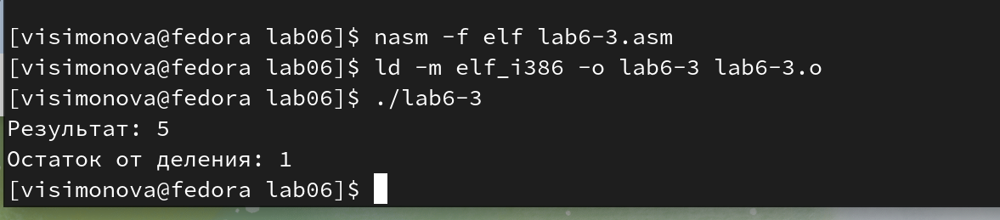 [visimonova@fedora lab06]$ nasm -f elf lab6-3.asm
[visimonova@fedora lab06]$ ld -m elf_i386 -o lab6-3 lab6-3.o
[visimonova@fedora lab06]$ ./lab6-3
Результат: 5
Остаток от деления: 1
[visimonova@fedora lab06]$